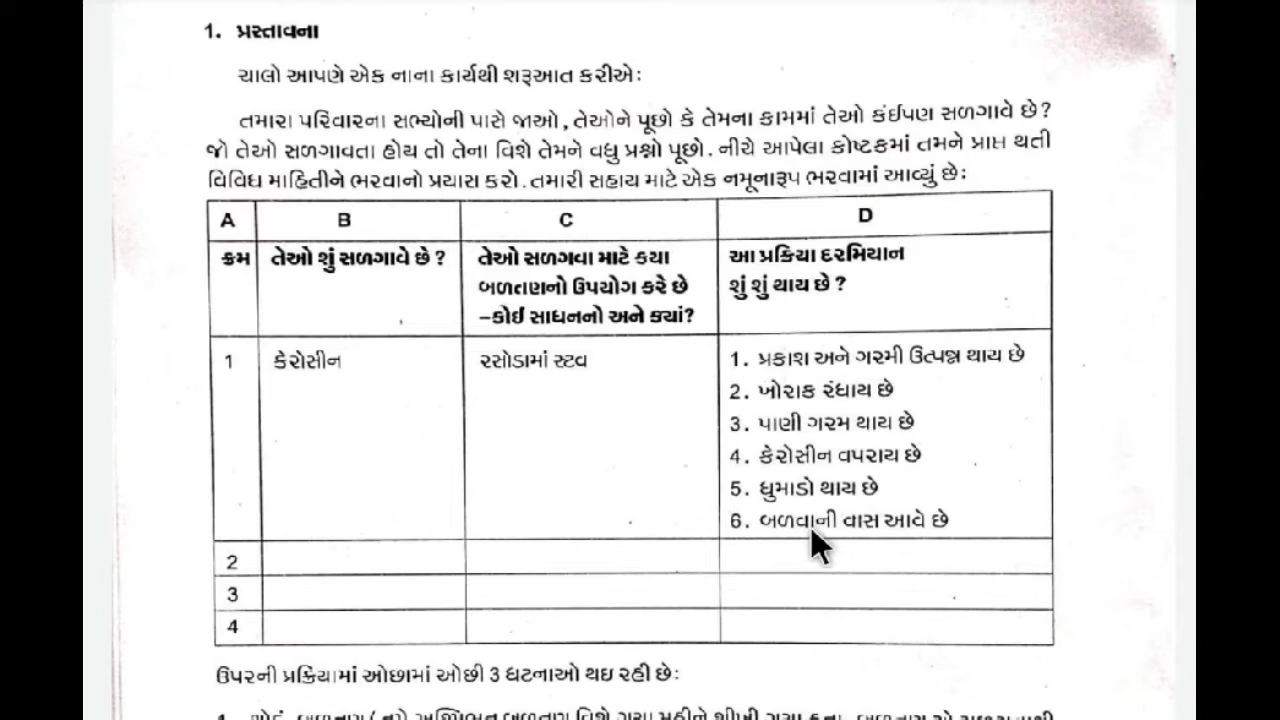 1. પ્રસ્તાવના
ચાલો આપણે એક નાના કાર્યથી શરૂઆત કરીએઃ
તમારા પરિવારના સભ્યોની પાસે જાઓ, તેઓને પૂછો કે તેમના કામમાં તેઓ કંઈપણ સળગાવે છે?
જો તેઓ સળગાવતા હોય તો તેના વિશે તેમને વધુ પ્રશ્નો પૂછો. નીચે આપેલા કોષ્ટકમાં તમને પ્રાપ્ત થતી
વિવિધ માહિતીને ભરવાનો પ્રયાસ કરો. તમારી સહાય માટે એક નમૂનારૂપ ભરવામાં આવ્યું છેઃ
A B C D
ક્રમ તેઓ શું સળગાવે છે? તેઓ સળગવા માટે કયા આ પ્રક્રિયા દરમિયાન
બળતણનો ઉપયોગ કરે છે શું શું થાય છે?
–કોઈ સાધનનો અને ક્યાં?
1 કેરોસીન રસોડામાં સ્ટવ 1. પ્રકાશ અને ગરમી ઉત્પન્ન થાય છે
2. ખોરાક રંધાય છે
3. પાણી ગરમ થાય છે
4. કેરોસીન વપરાય છે
5. ધુમાડો થાય છે
6. બળવાની વાસ આવે છે
2
3
4
ઉપરની પ્રક્રિયામાં ઓછામાં ઓછી 3 ઘટનાઓ થઇ રહી છેઃ